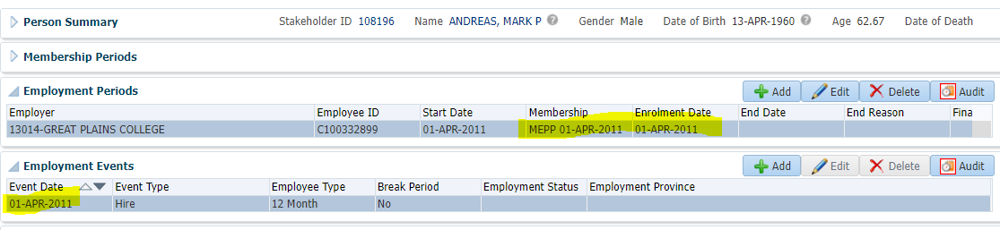 Person Summary Stakeholder ID 108196 Name ANDREAS, MARK P ? Gender Male Date of Birth 13-APR-1960 ? Age 62.67 Date of Death
Membership Periods
Employment Periods Add Edit Delete Audit
Employer Employee ID Start Date Membership Enrolment Date End Date End Reason Fina
13014-GREAT PLAINS COLLEGE C100332899 01-APR-2011 MEPP 01-APR-2011 01-APR-2011
Employment Events Add Edit Delete Audit
Event Date Event Type Employee Type Break Period Employment Status Employment Province
01-APR-2011 Hire 12 Month No